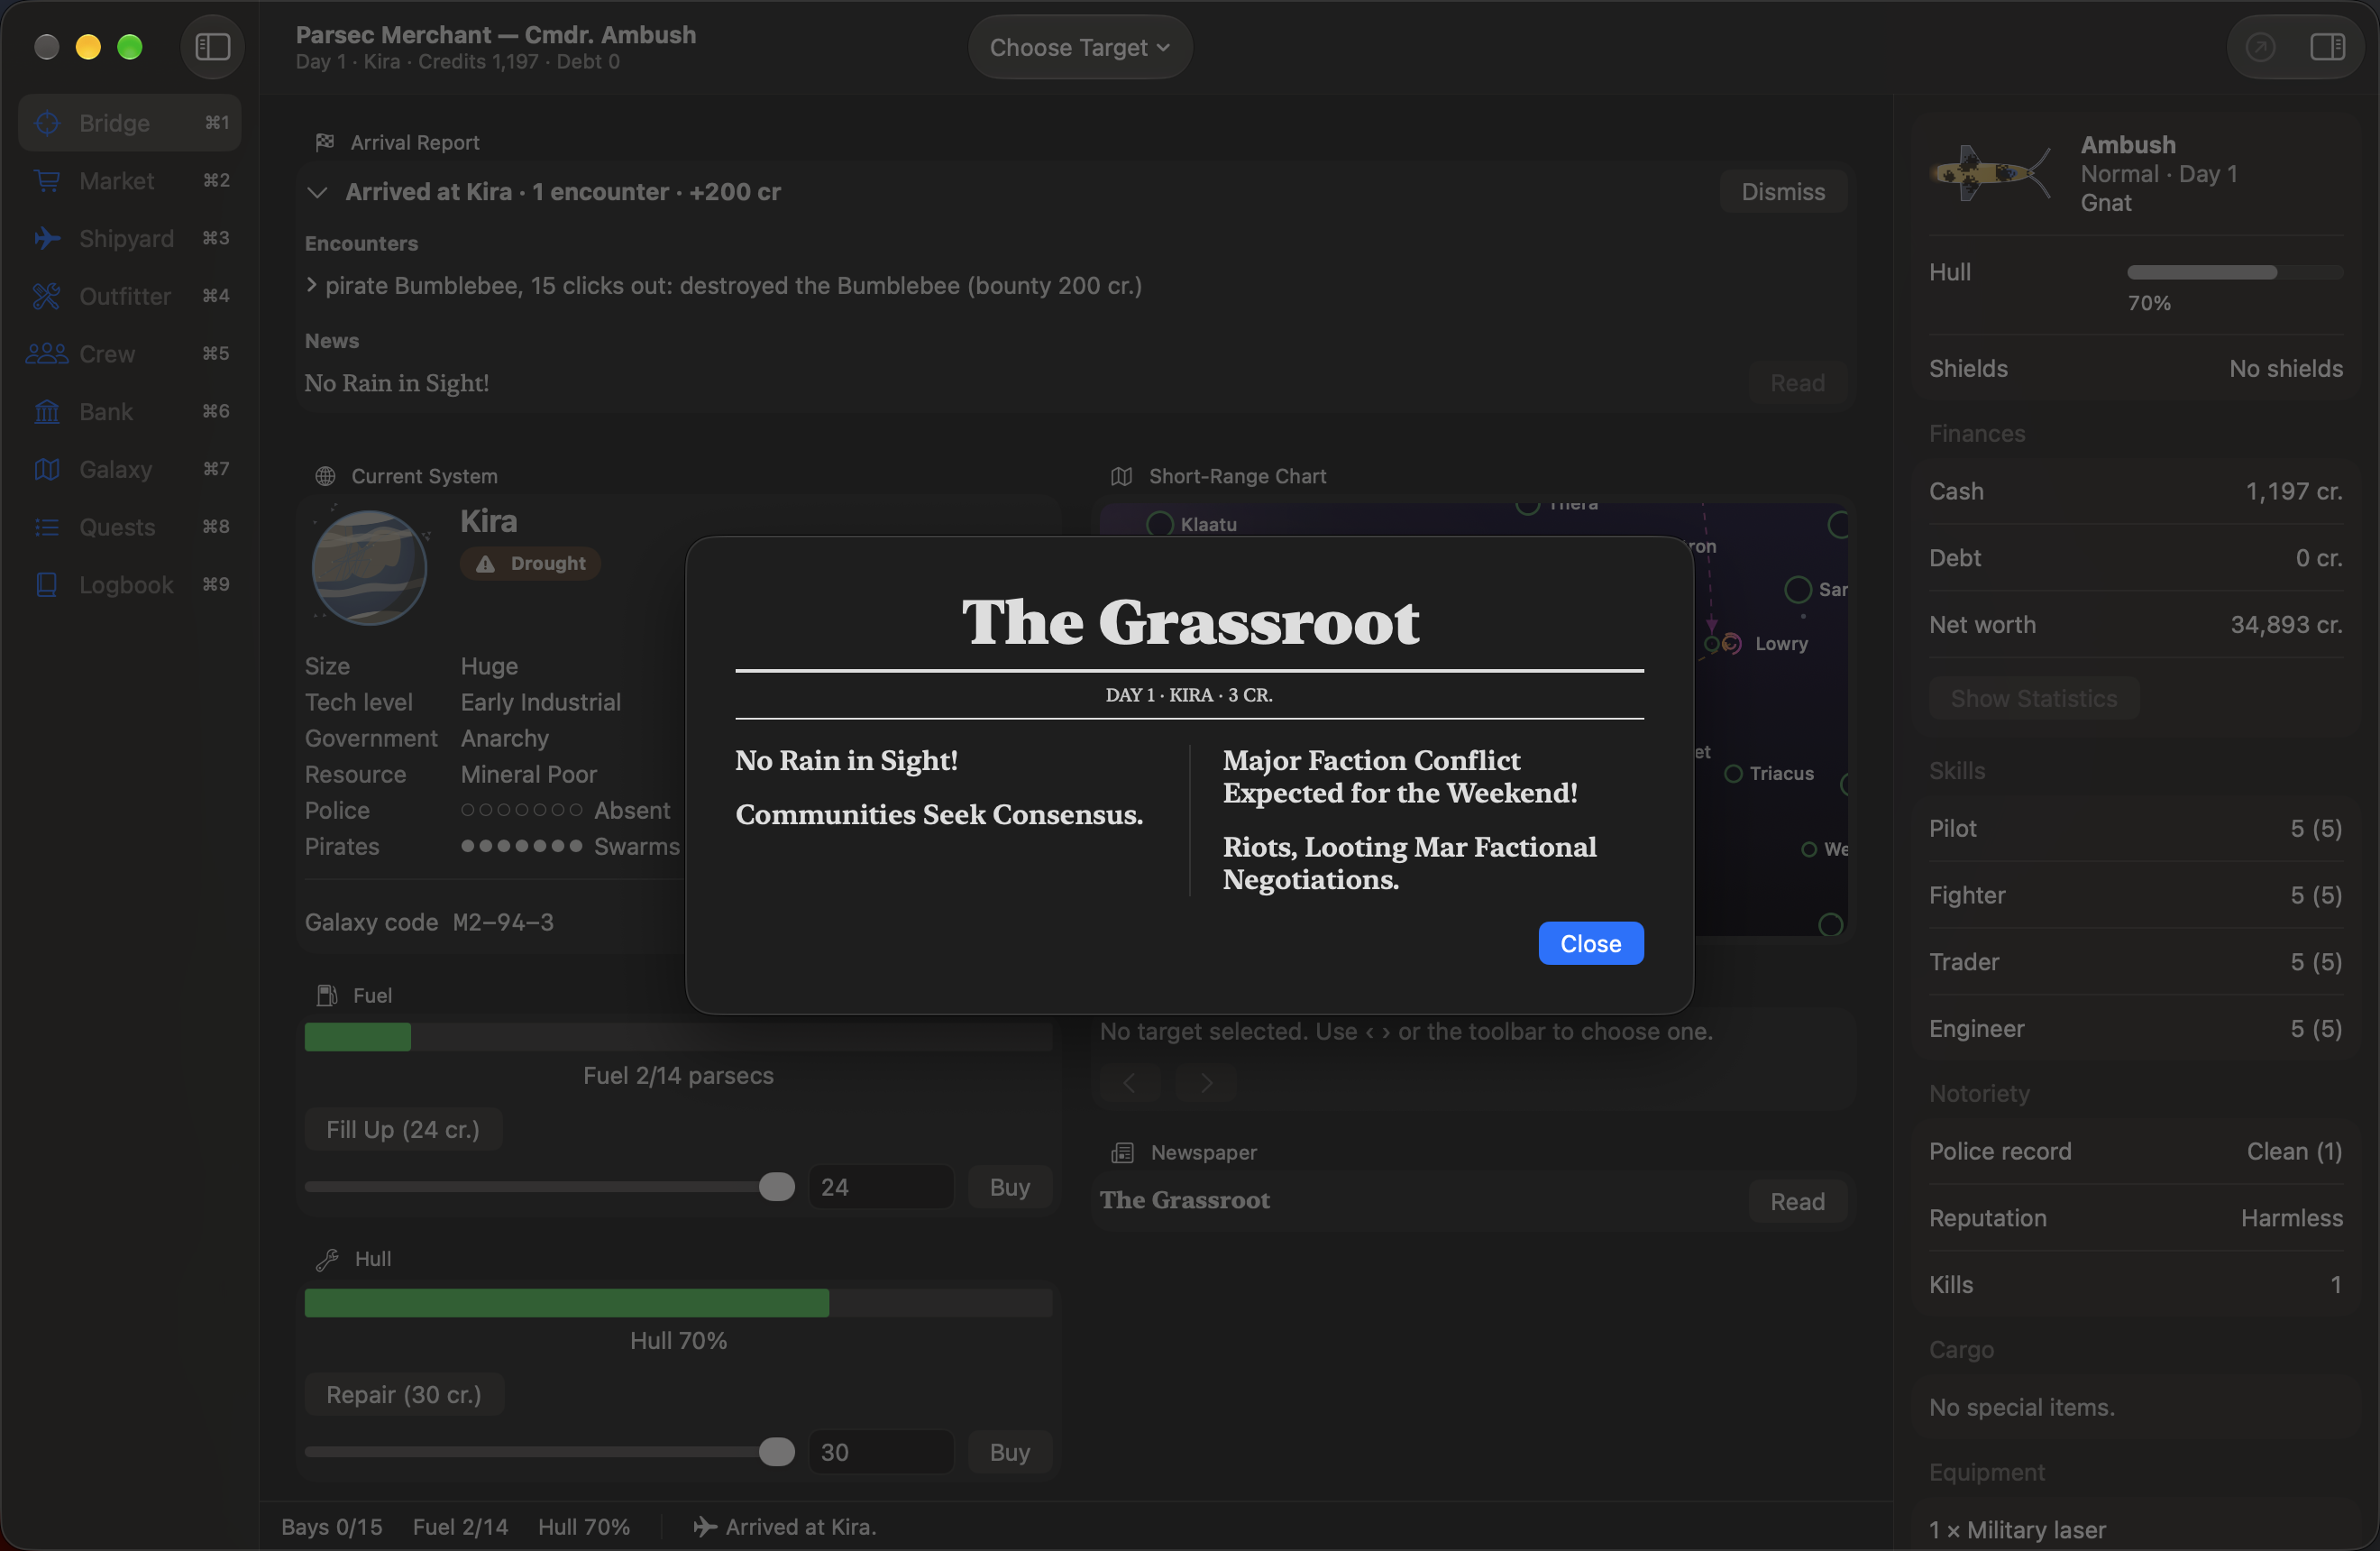 Parsec Merchant — Cmdr. Ambush
Day 1 · Kira · Credits 1,197 · Debt 0
Choose Target
Bridge ⌘1
Market ⌘2
Shipyard ⌘3
Outfitter ⌘4
Crew ⌘5
Bank ⌘6
Galaxy ⌘7
Quests ⌘8
Logbook ⌘9
Arrival Report
Arrived at Kira · 1 encounter · +200 cr
Dismiss
Encounters
pirate Bumblebee, 15 clicks out: destroyed the Bumblebee (bounty 200 cr.)
News
No Rain in Sight!
Read
Current System
Kira
Drought
Size Huge
Tech level Early Industrial
Government Anarchy
Resource Mineral Poor
Police Absent
Pirates Swarms
Galaxy code M2–94–3
Short-Range Chart
Klaatu
Thera
ron
Sar
Lowry
et
Triacus
We
The Grassroot
DAY 1 · KIRA · 3 CR.
No Rain in Sight!
Communities Seek Consensus.
Major Faction Conflict
Expected for the Weekend!
Riots, Looting Mar Factional
Negotiations.
Close
Fuel
Fuel 2/14 parsecs
Fill Up (24 cr.)
24
Buy
Hull
Hull 70%
Repair (30 cr.)
30
Buy
No target selected. Use ‹ › or the toolbar to choose one.
Newspaper
The Grassroot
Read
Ambush
Normal · Day 1
Gnat
Hull
70%
Shields No shields
Finances
Cash 1,197 cr.
Debt 0 cr.
Net worth 34,893 cr.
Show Statistics
Skills
Pilot 5 (5)
Fighter 5 (5)
Trader 5 (5)
Engineer 5 (5)
Notoriety
Police record Clean (1)
Reputation Harmless
Kills 1
Cargo
No special items.
Equipment
1 × Military laser
Bays 0/15 Fuel 2/14 Hull 70% Arrived at Kira.